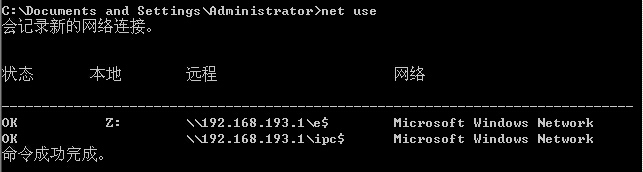 C:\Documents and Settings\Administrator>net use
会记录新的网络连接。
状态 本地 远程 网络
-------------------------------------------------------------------------------
OK Z: \\192.168.193.1\e$ Microsoft Windows Network
OK \\192.168.193.1\ipc$ Microsoft Windows Network
命令成功完成。